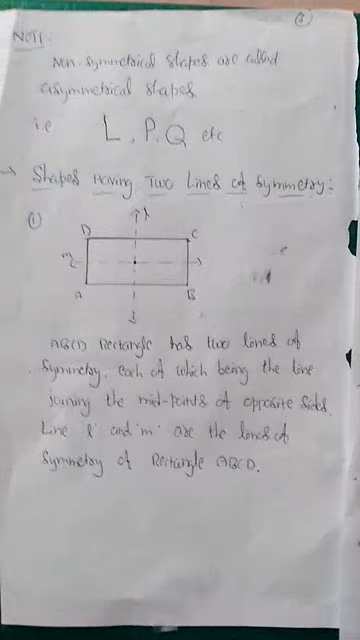 (3)
NOTE
Non-symmetrical shapes are called
asymmetrical shapes
i.e L, P, Q etc
→ Shapes Having Two Lines of Symmetry:
①
l
D C
m
A B
ABCD Rectangle has two lines of
Symmetry. each of which being the line
joining the mid-points of opposite sides.
Line 'l' and 'm' are the lines of
Symmetry of Rectangle ABCD.